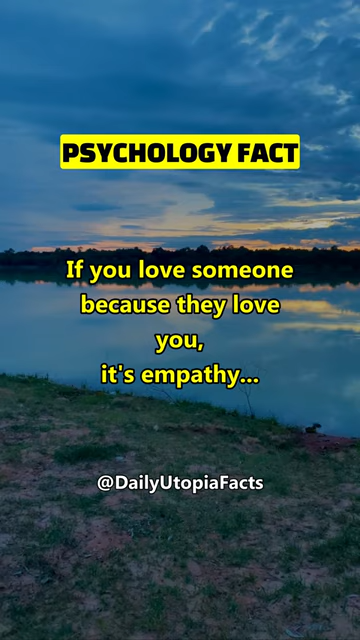 PSYCHOLOGY FACT
If you love someone
because they love
you,
it's empathy...
@DailyUtopiaFacts